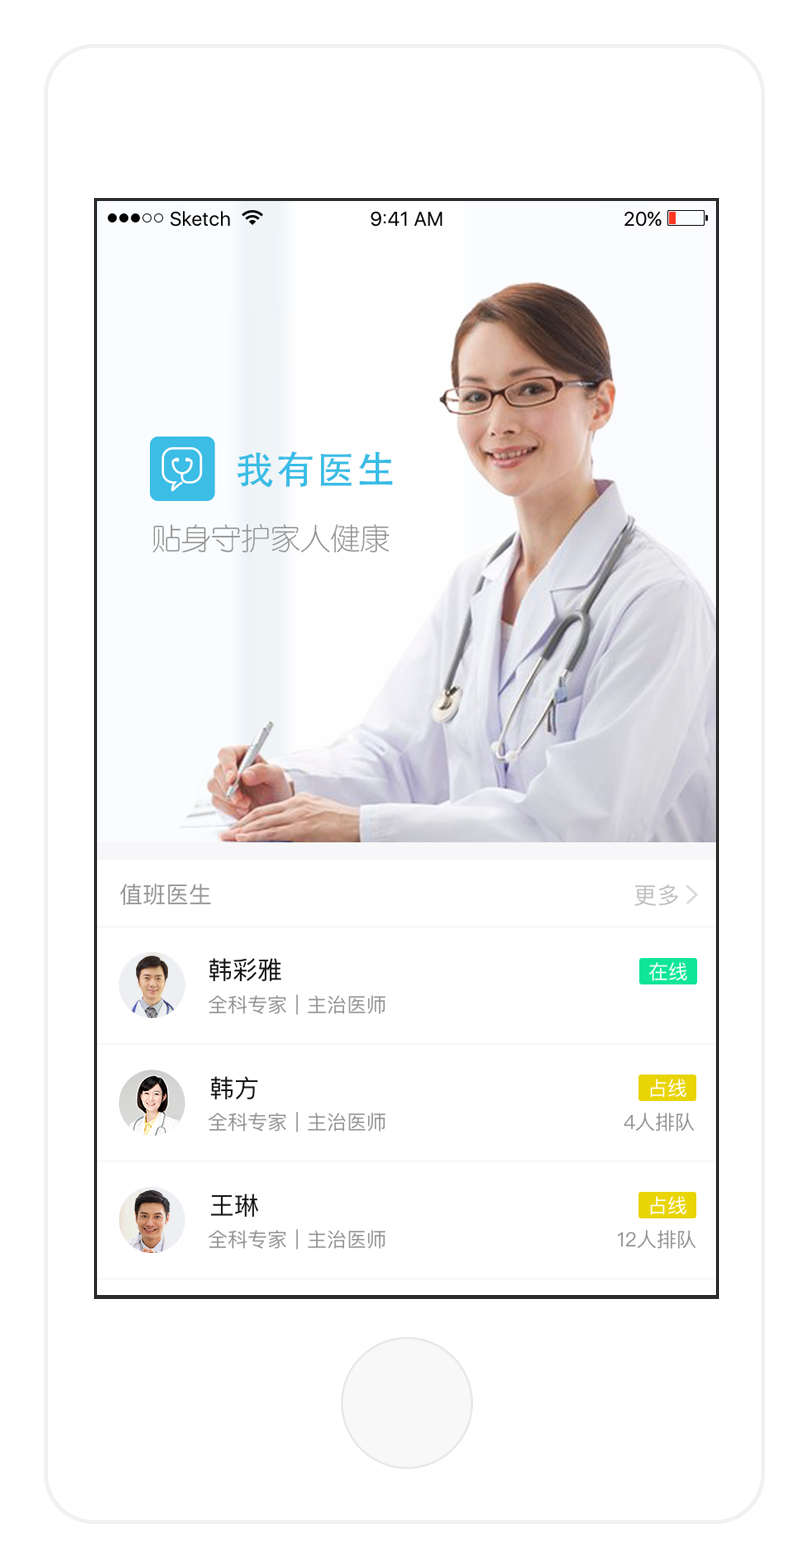 Sketch 9:41 AM 20%
我有医生
贴身守护家人健康
值班医生 更多
韩彩雅 在线
全科专家 | 主治医师
韩方 占线
全科专家 | 主治医师 4人排队
王琳 占线
全科专家 | 主治医师 12人排队